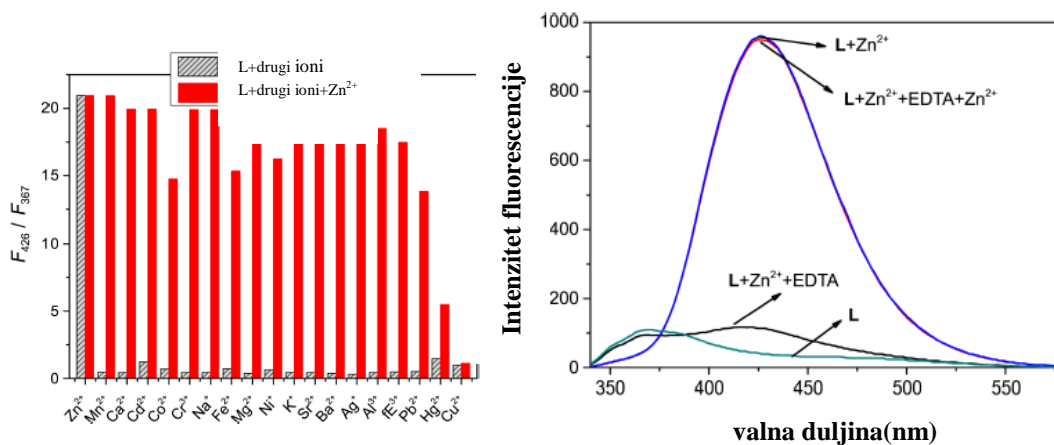 L+drugi ioni
L+drugi ioni+Zn²⁺
20
15
10
5
0
F₄₂₆ / F₃₆₇
Zn²⁺ Mn²⁺ Ca²⁺ Cd²⁺ Co²⁺ Cr³⁺ Na⁺ Fe²⁺ Mg²⁺ Ni⁺ K⁺ Sr²⁺ Ba²⁺ Ag⁺ Al³⁺ fE³⁺ Pb²⁺ Hg²⁺ Cu²⁺
1000
800
600
400
200
0
Intenzitet fluorescencije
L+Zn²⁺
L+Zn²⁺+EDTA+Zn²⁺
L+Zn²⁺+EDTA
L
350 400 450 500 550
valna duljina(nm)